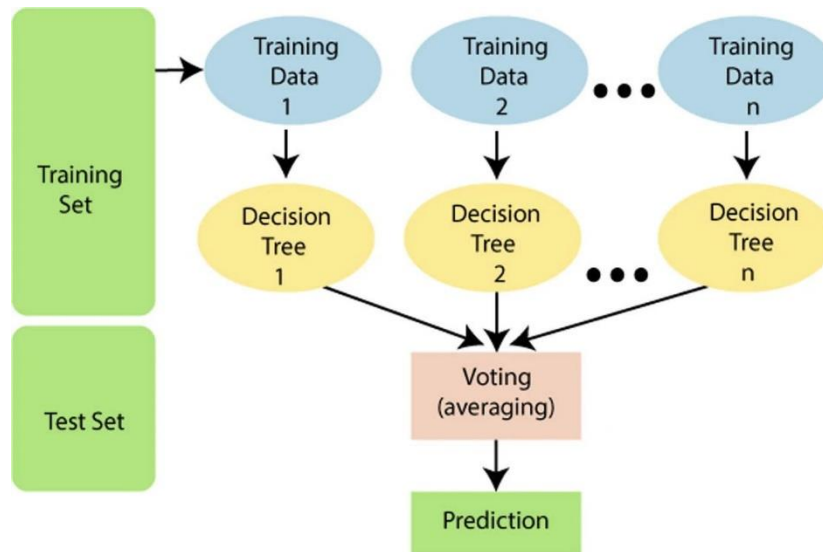 Training
Set
Test Set
Training
Data
1
Training
Data
2
Training
Data
n
Decision
Tree
1
Decision
Tree
2
Decision
Tree
n
Voting
(averaging)
Prediction